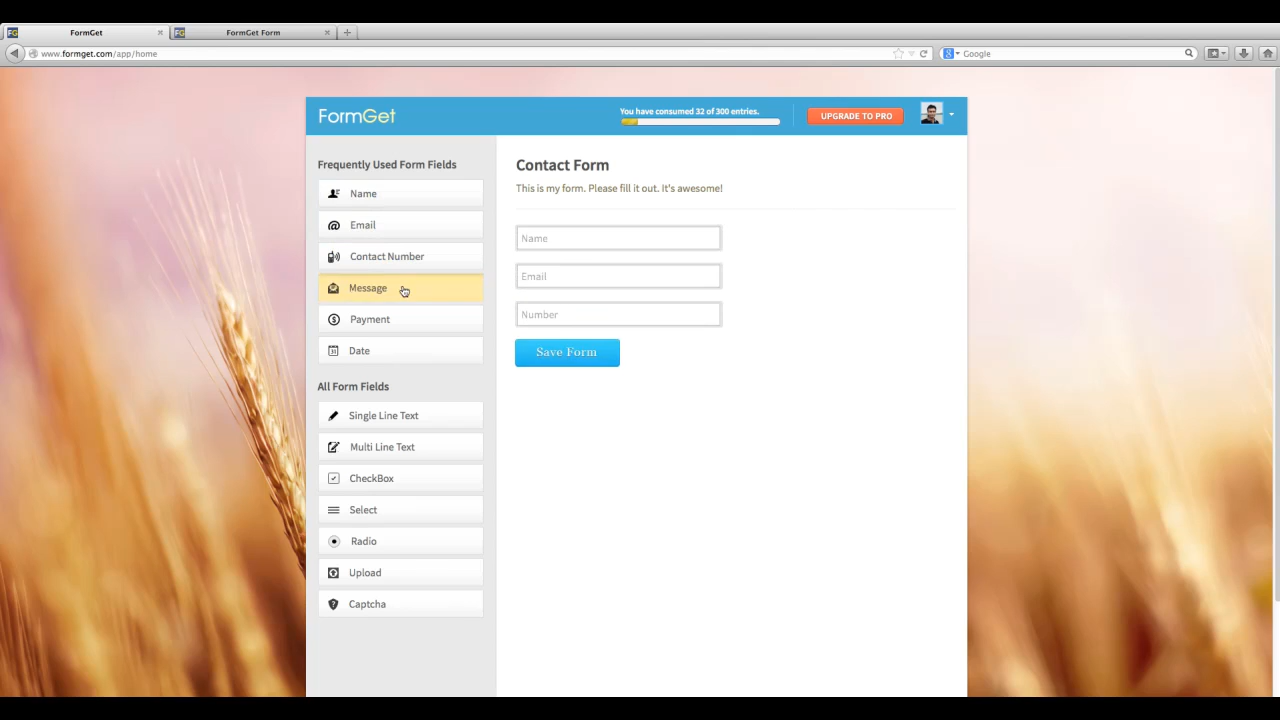 FormGet
FormGet Form
www.formget.com/app/home
Google
FormGet
You have consumed 32 of 300 entries.
UPGRADE TO PRO
Frequently Used Form Fields
Name
Email
Contact Number
Message
Payment
Date
All Form Fields
Single Line Text
Multi Line Text
CheckBox
Select
Radio
Upload
Captcha
Contact Form
This is my form. Please fill it out. It's awesome!
Name
Email
Number
Save Form